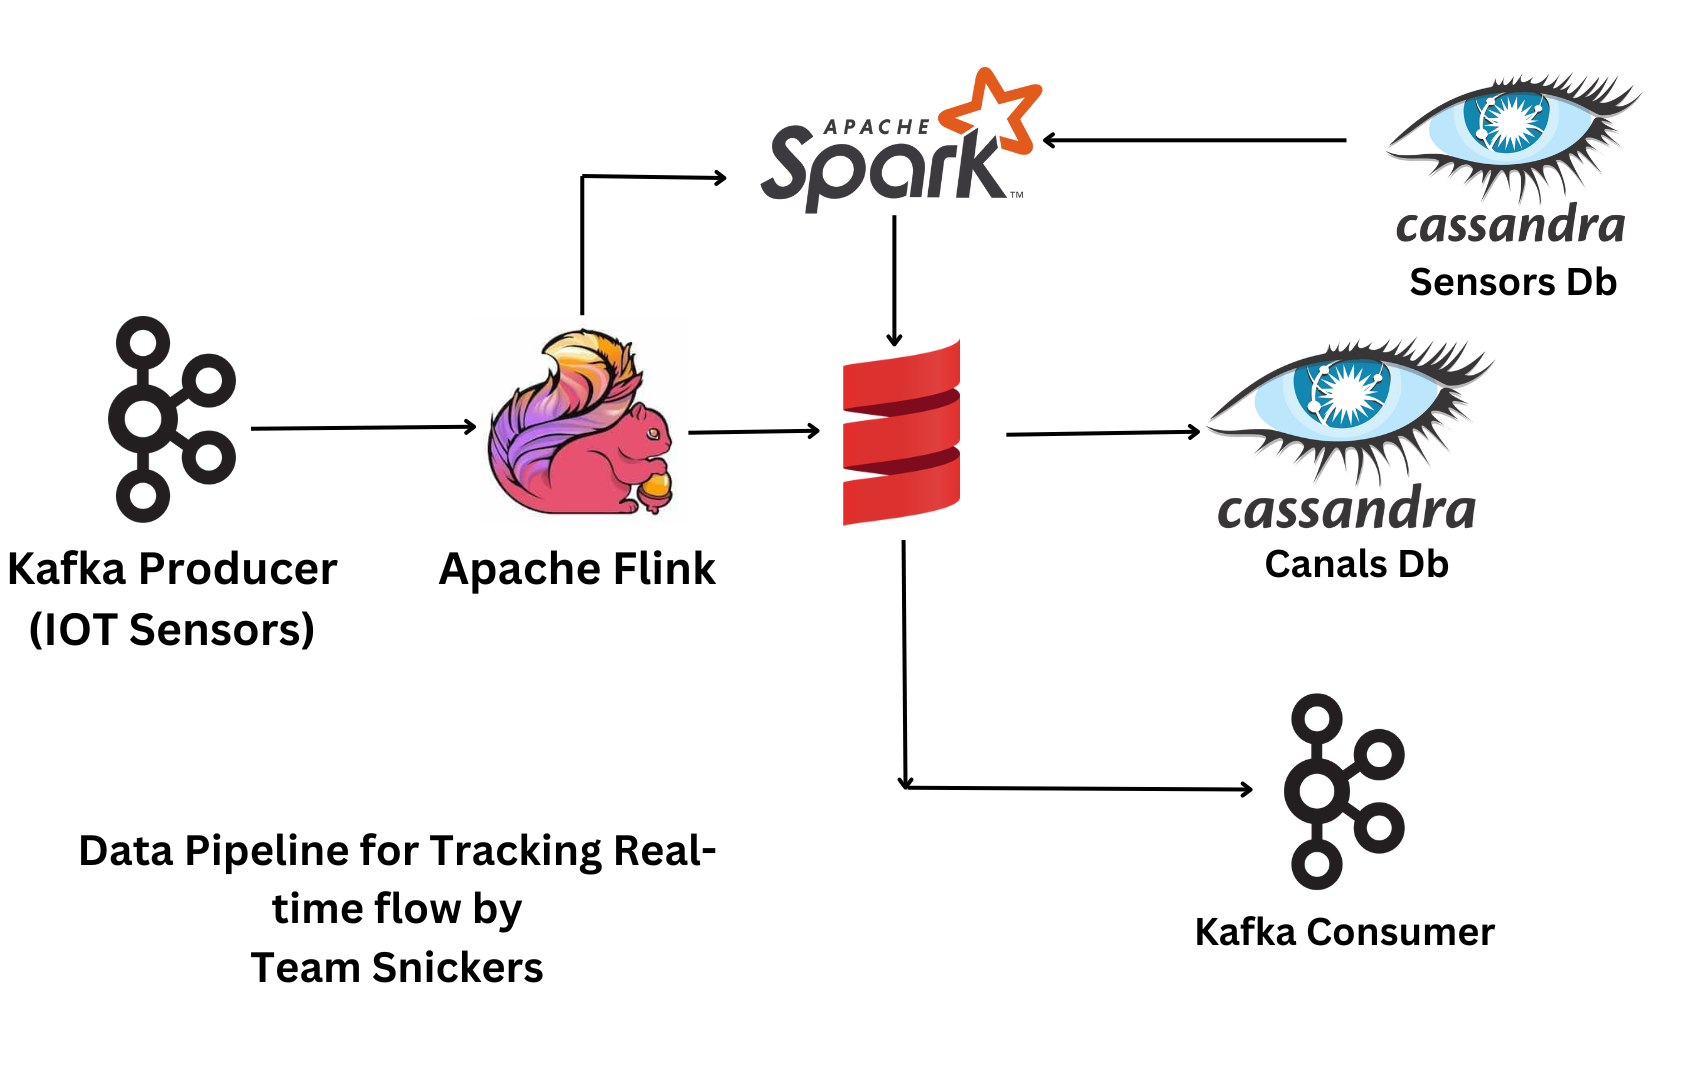 APACHE
Spark™
cassandra
Sensors Db
cassandra
Canals Db
Kafka Producer
(IOT Sensors)
Apache Flink
Data Pipeline for Tracking Real-
time flow by
Team Snickers
Kafka Consumer